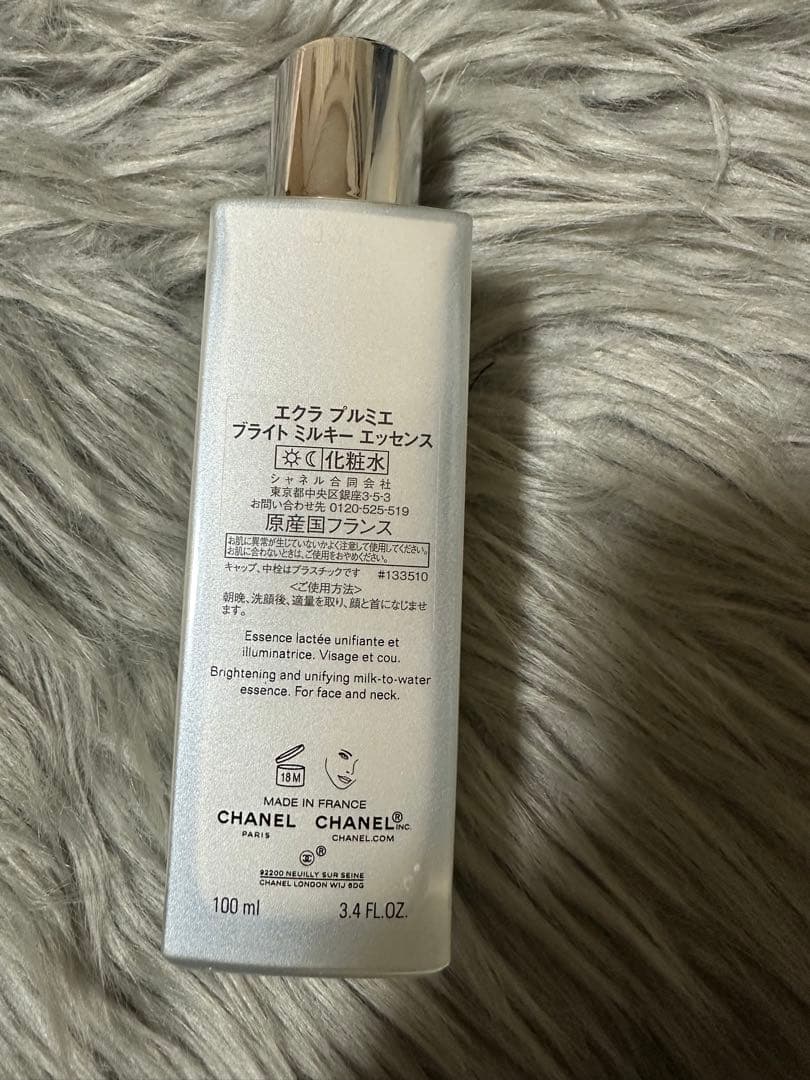 エクラ プルミエ
ブライト ミルキー エッセンス
化粧水
シャネル合同会社
東京都中央区銀座3-5-3
お問い合わせ先 0120-525-519
原産国フランス
お肌に異常が生じていないかよく注意して使用してください。
お肌に合わないときは、ご使用をおやめください。
キャップ、中栓はプラスチックです #133510
<ご使用方法>
朝晩、洗顔後、適量を取り、顔と首になじませ
ます。
Essence lactée unifiante et
illuminatrice. Visage et cou.
Brightening and unifying milk-to-water
essence. For face and neck.
18 M
MADE IN FRANCE
CHANEL CHANEL® INC.
PARIS CHANEL.COM
®
92200 NEUILLY SUR SEINE
CHANEL LONDON W1J 6DG
100 ml 3.4 FL.OZ.